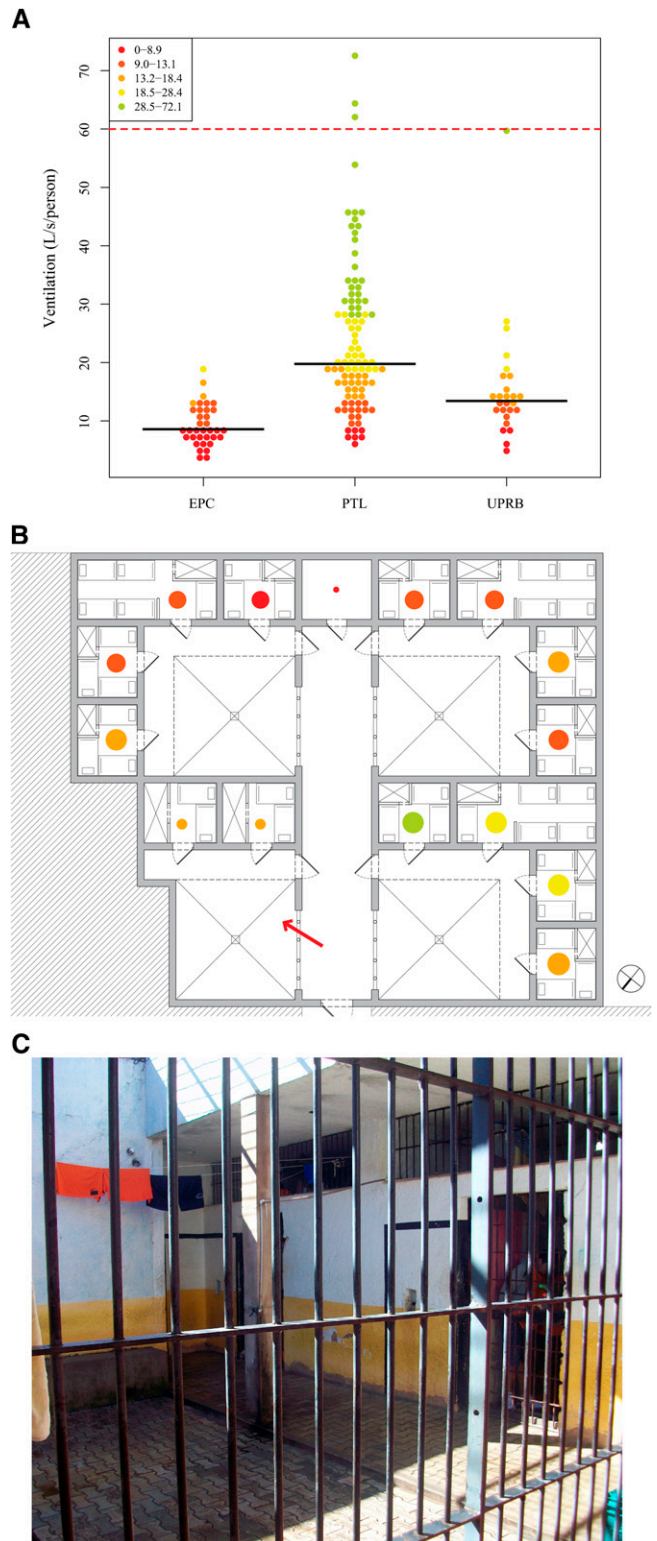 A
0–8.9
9.0–13.1
13.2–18.4
18.5–28.4
28.5–72.1
70
60
50
40
30
20
10
Ventilation (L/s/person)
EPC PTL UPRB
B
C